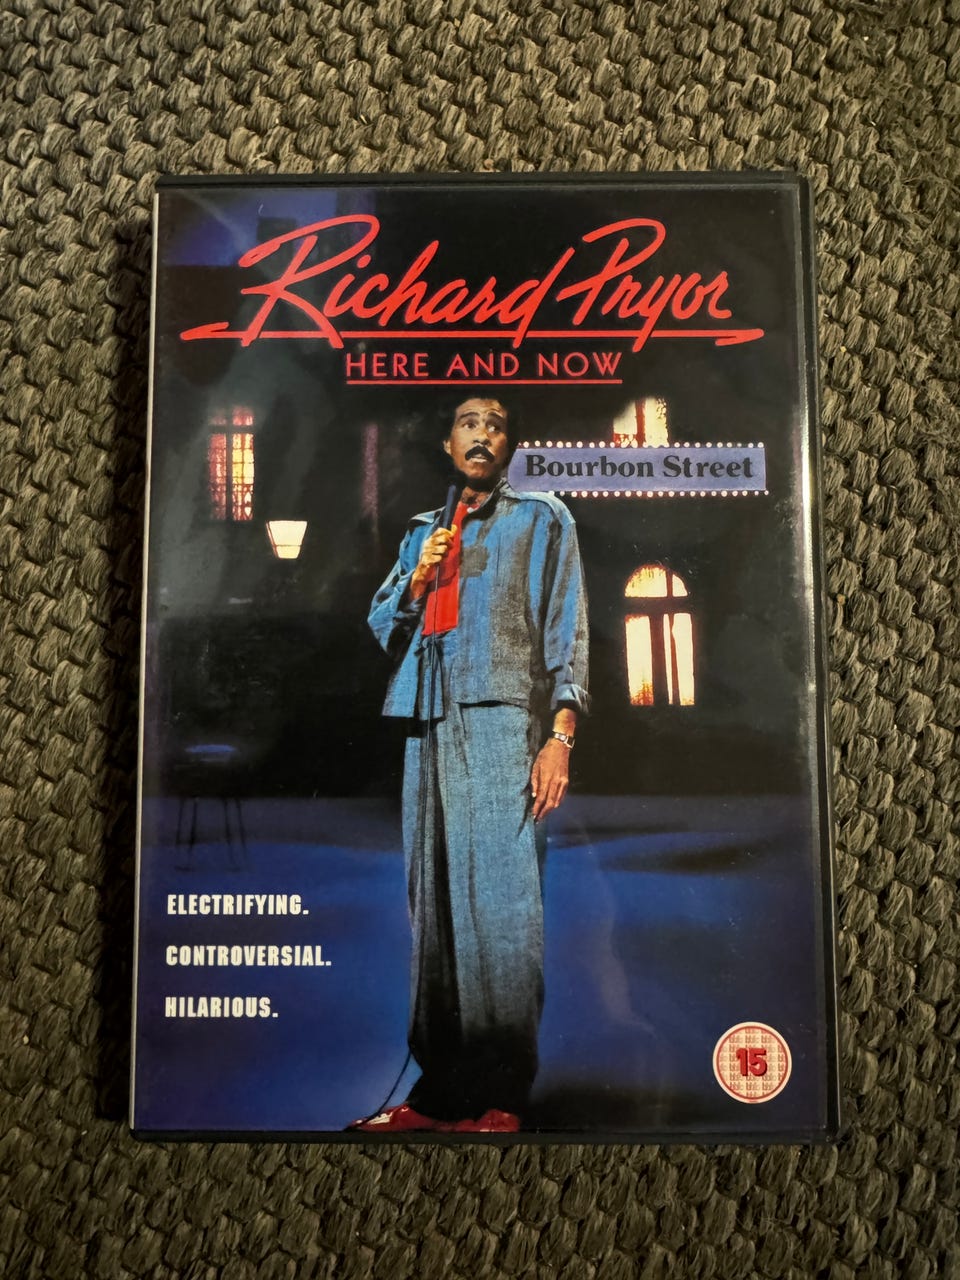 Richard Pryor
HERE AND NOW
Bourbon Street
ELECTRIFYING.
CONTROVERSIAL.
HILARIOUS.
15